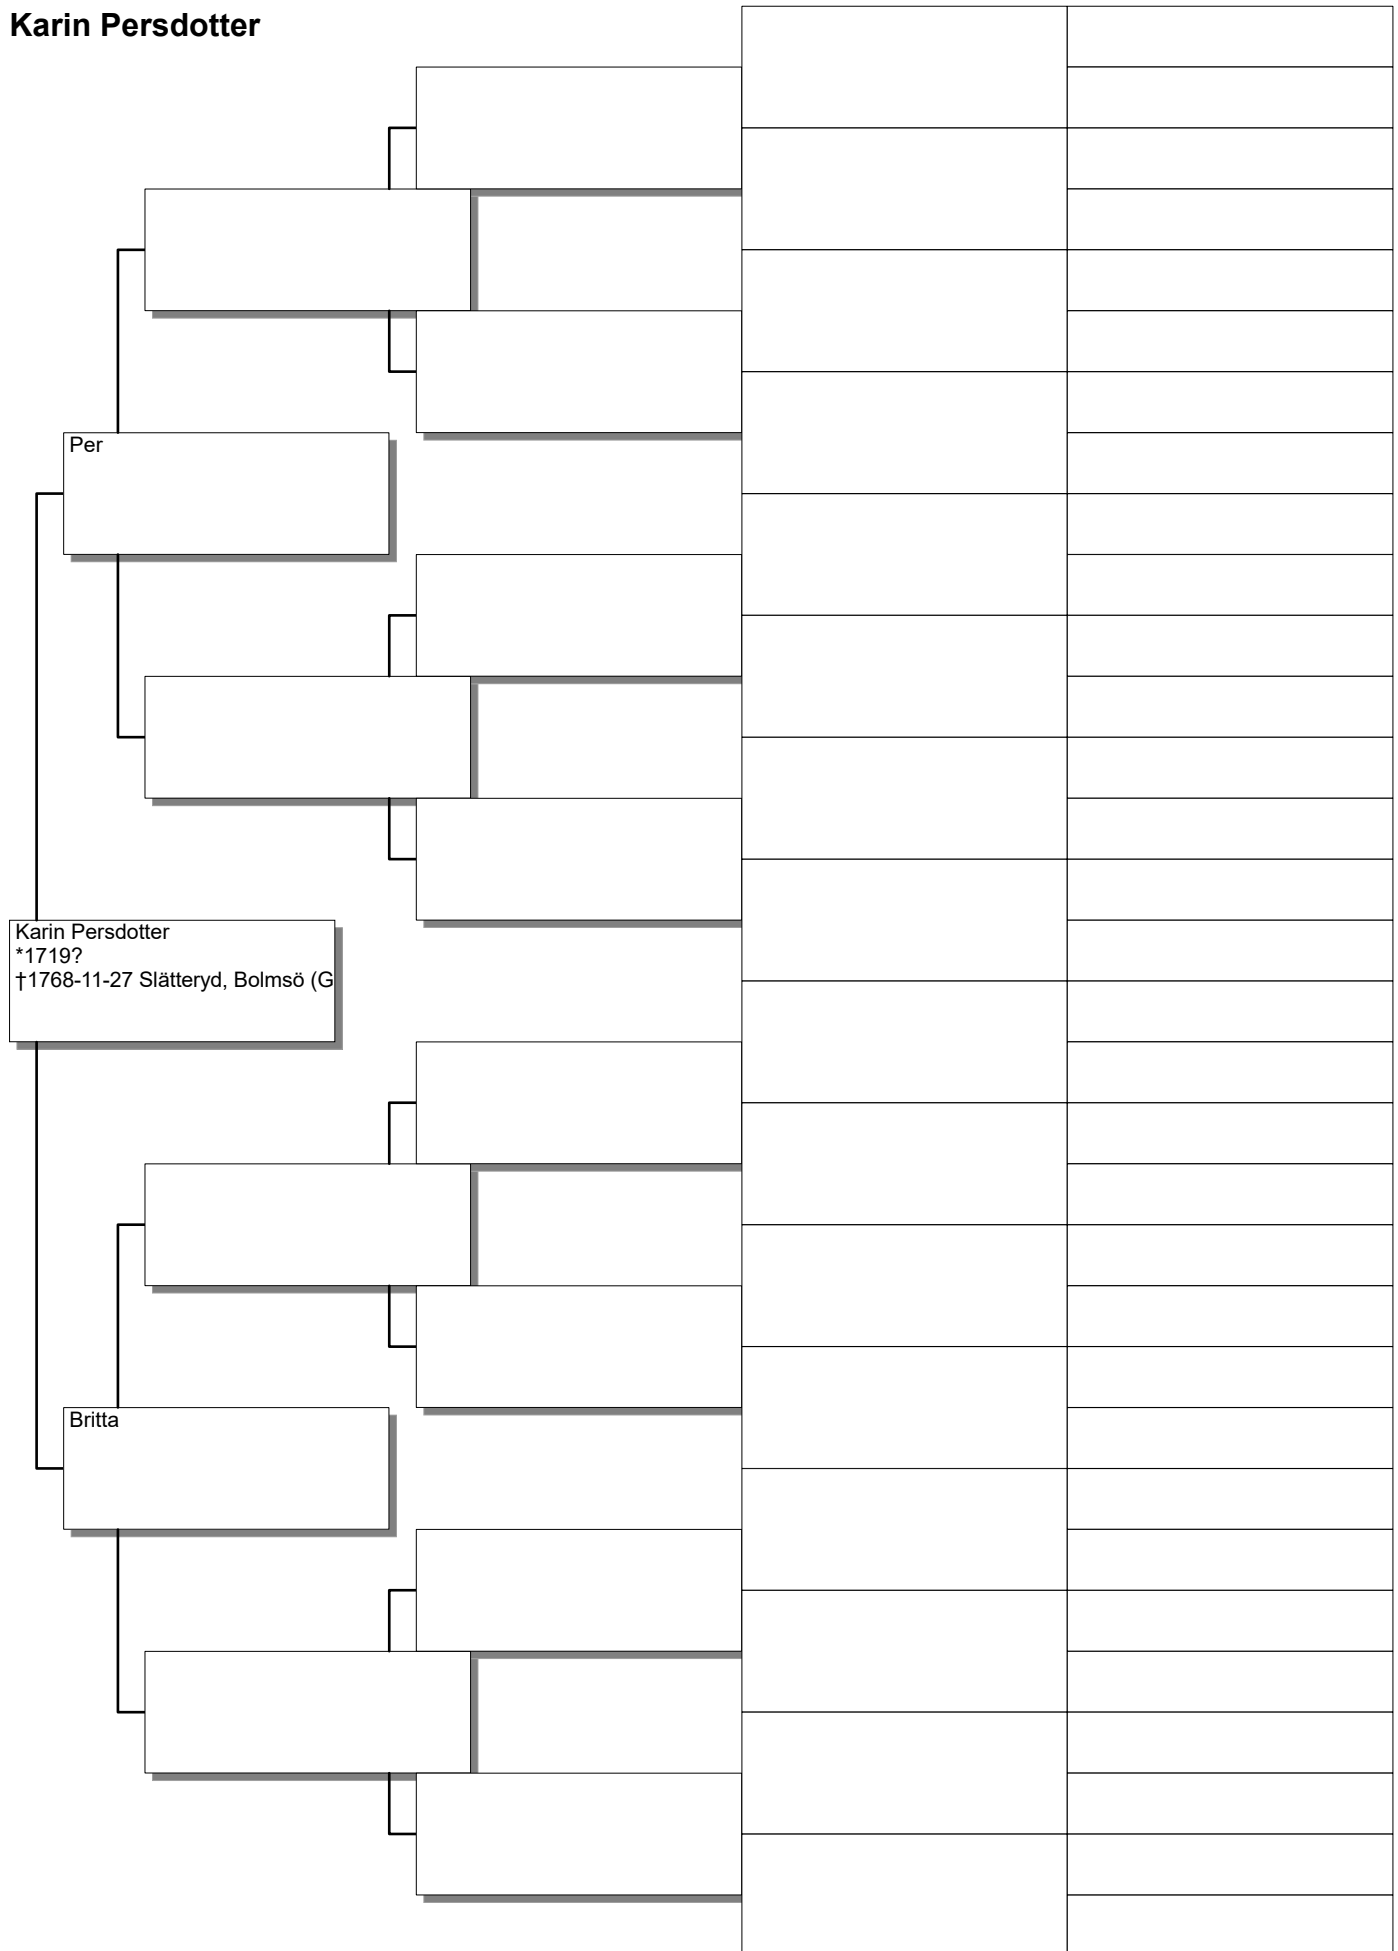 Karin Persdotter
Per
Karin Persdotter
*1719?
†1768-11-27 Slätteryd, Bolmsö (G
Britta